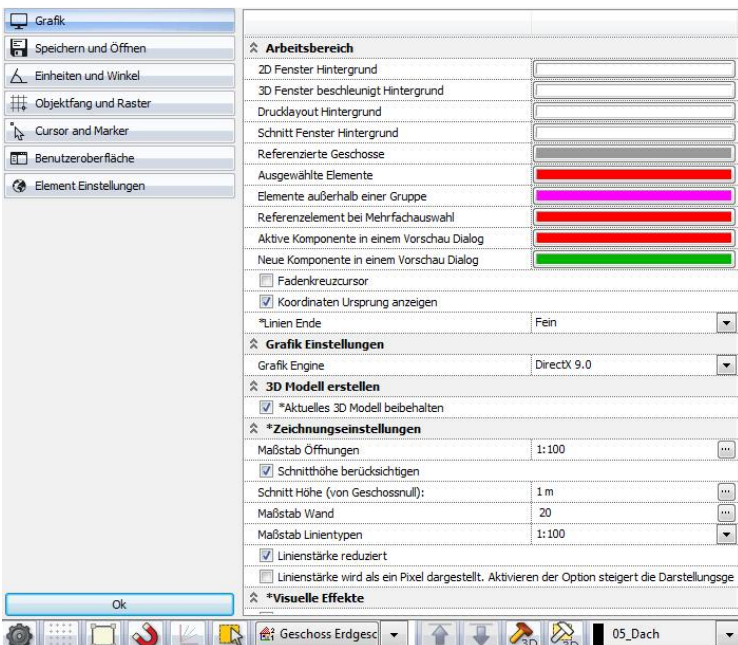 Grafik
Speichern und Öffnen
Einheiten und Winkel
Objektfang und Raster
Cursor and Marker
Benutzeroberfläche
Element Einstellungen
Ok
Arbeitsbereich
2D Fenster Hintergrund
3D Fenster beschleunigt Hintergrund
Drucklayout Hintergrund
Schnitt Fenster Hintergrund
Referenzierte Geschosse
Ausgewählte Elemente
Elemente außerhalb einer Gruppe
Referenzelement bei Mehrfachauswahl
Aktive Komponente in einem Vorschau Dialog
Neue Komponente in einem Vorschau Dialog
Fadenkreuzcursor
Koordinaten Ursprung anzeigen
*Linien Ende Fein
Grafik Einstellungen
Grafik Engine DirectX 9.0
3D Modell erstellen
*Aktuelles 3D Modell beibehalten
*Zeichnungseinstellungen
Maßstab Öffnungen 1:100 ...
Schnitthöhe berücksichtigen
Schnitt Höhe (von Geschossnull): 1 m ...
Maßstab Wand 20 ...
Maßstab Linientypen 1:100
Linienstärke reduziert
Linienstärke wird als ein Pixel dargestellt. Aktivieren der Option steigert die Darstellungsge
*Visuelle Effekte
Geschoss Erdgesc 3D 05_Dach